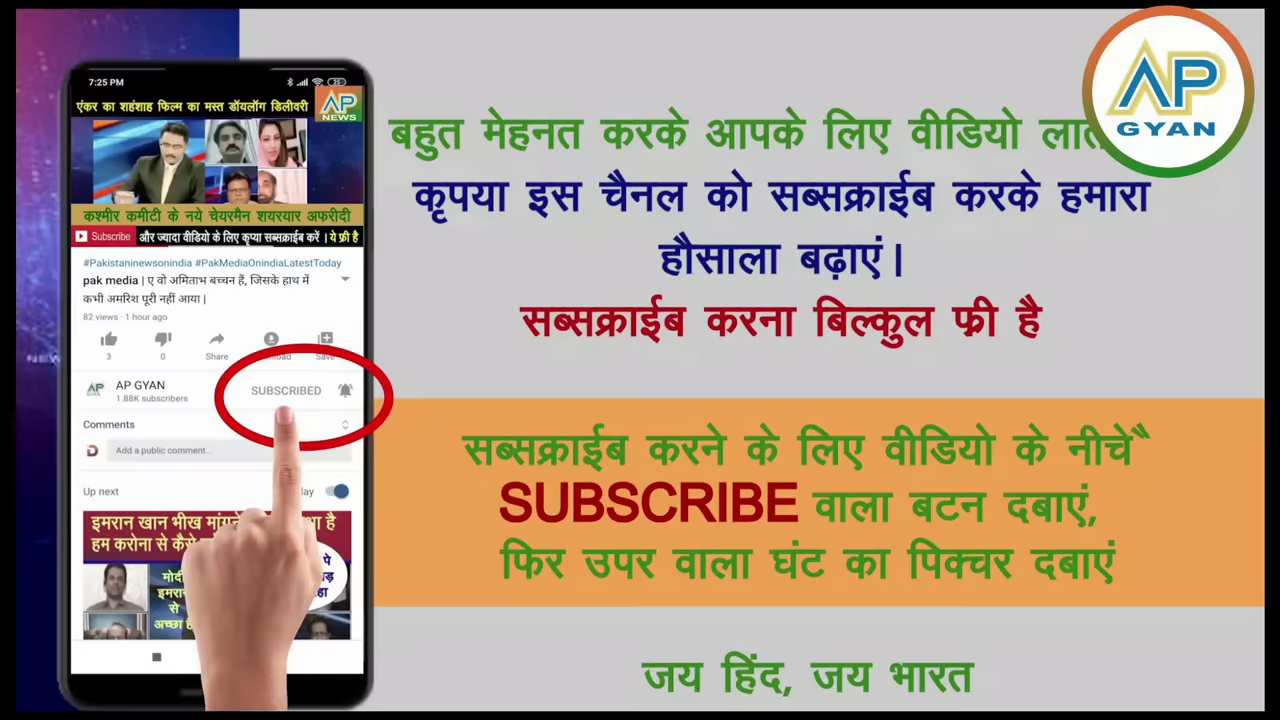 7:25 PM
एंकर का शहंशाह फिल्म का मस्त डॉयलॉग डिलीवरी
AP
NEWS
कश्मीर कमीटी के नये चेयरमैन शयरयार अफरीदी
Subscribe और ज्यादा वीडियो के लिए कृप्या सब्सक्राईब करें | ये फ्री है
#Pakistaninewsonindia #PakMediaOnindiaLatestToday
pak media | ए वो अमिताभ बच्चन हैं, जिसके हाथ में
कभी अमरिश पूरी नहीं आया |
82 views · 1 hour ago
3 0 Share Save
AP GYAN
1.88K subscribers
SUBSCRIBED
Comments
Add a public comment...
Up next
इमरान खान भीख है
हम करोना से
मोदी
से
अच्छा
AP
GYAN
बहुत मेहनत करके आपके लिए वीडियो
कृपया इस चैनल को सब्सक्राईब करके हमारा
हौसाला बढ़ाएं|
सब्सक्राईब करना बिल्कुल फ्री है
सब्सक्राईब करने के लिए वीडियो के नीचेै
SUBSCRIBE वाला बटन दबाएं,
फिर उपर वाला घंट का पिक्चर दबाएं
जय हिंद, जय भारत